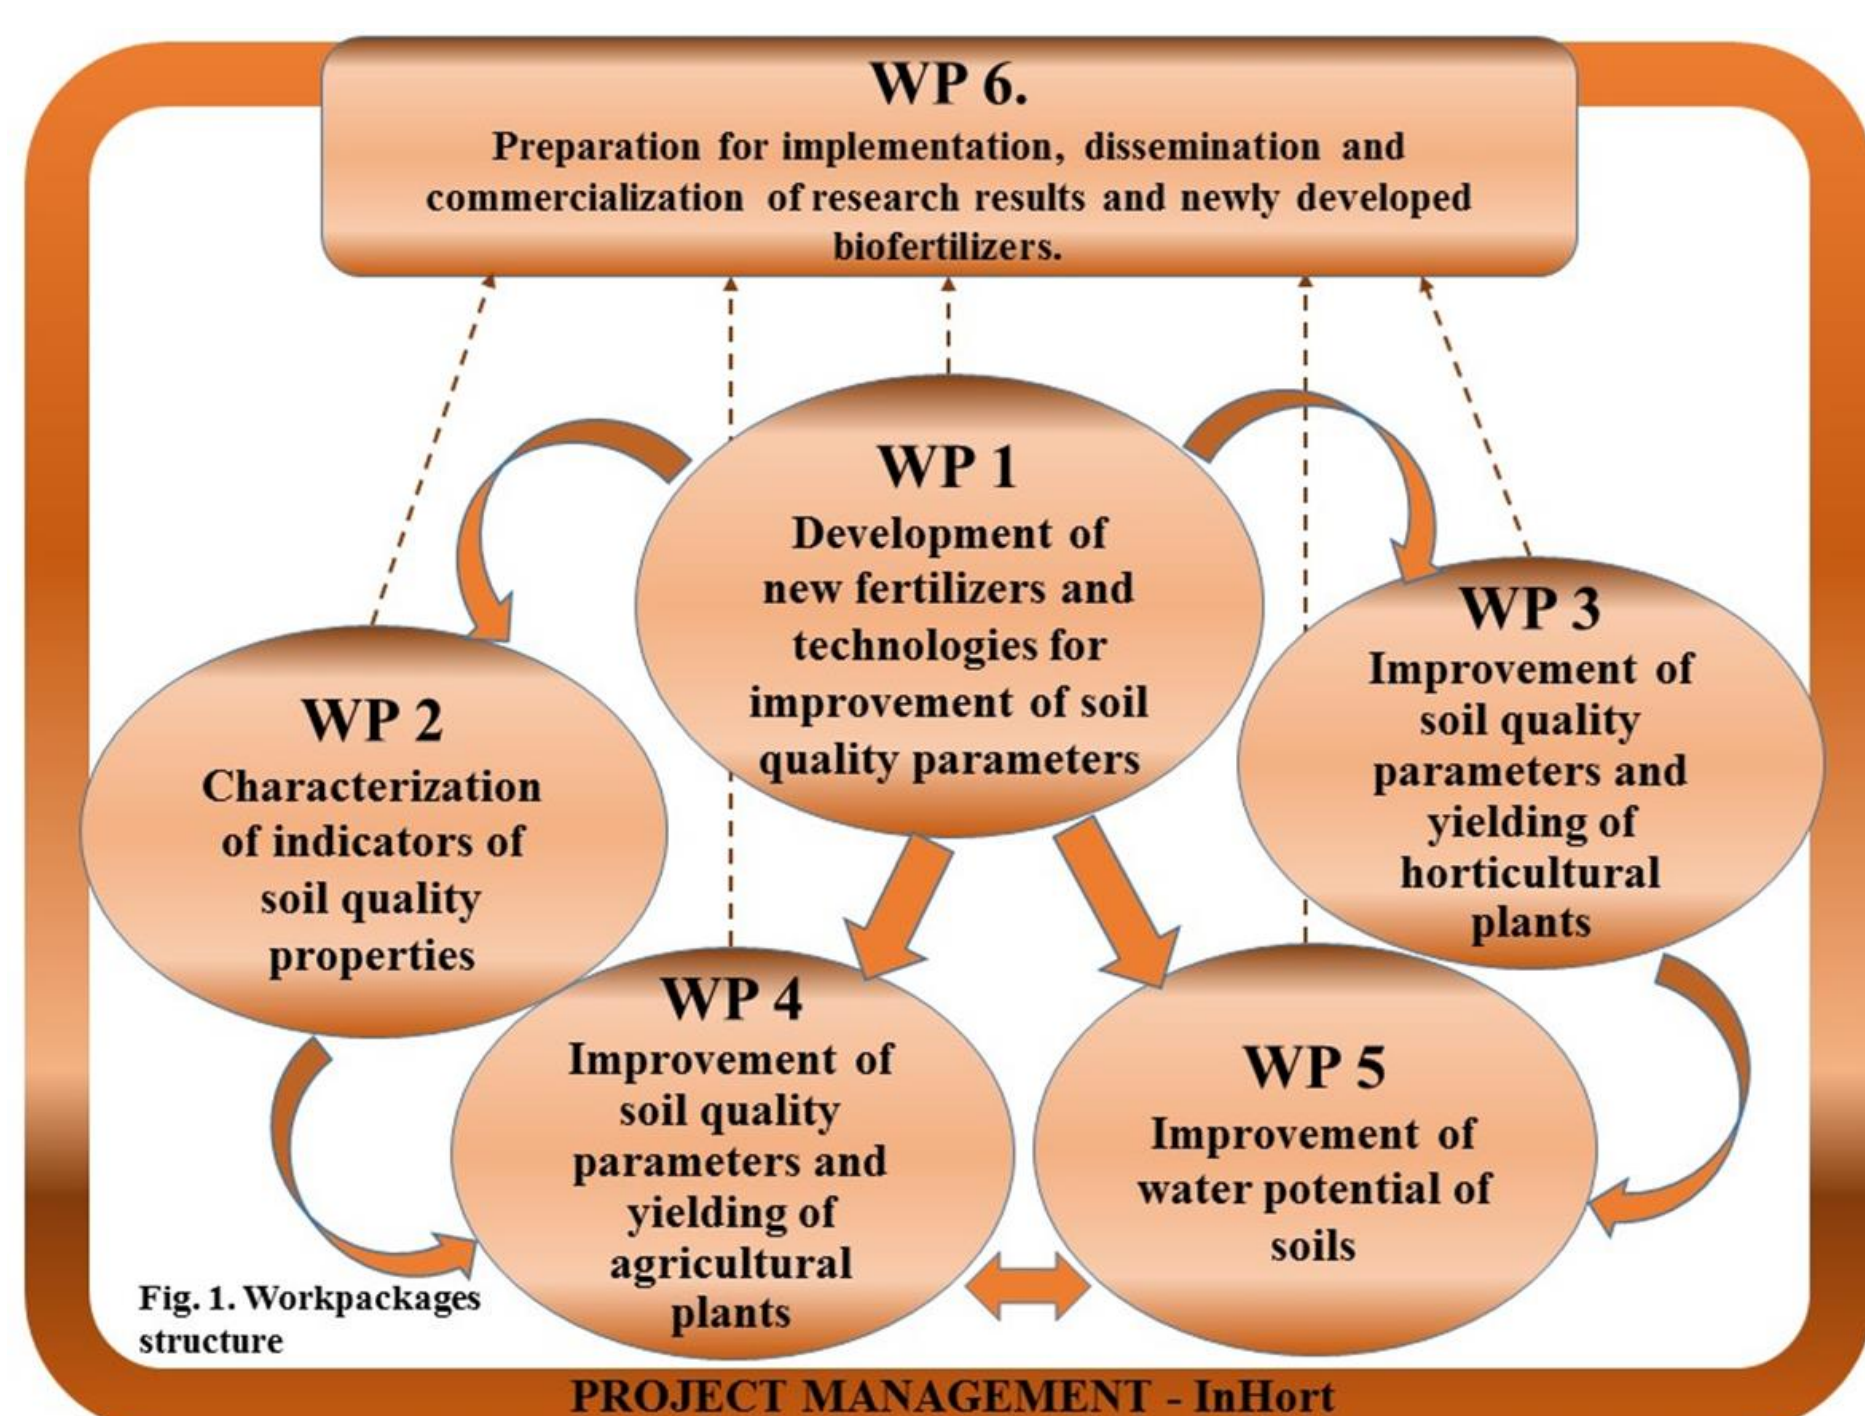 WP 6.
Preparation for implementation, dissemination and
commercialization of research results and newly developed
biofertilizers.
WP 1
Development of
new fertilizers and
technologies for
improvement of soil
quality parameters
WP 2
Characterization
of indicators of
soil quality
properties
WP 3
Improvement of
soil quality
parameters and
yielding of
horticultural
plants
WP 4
Improvement of
soil quality
parameters and
yielding of
agricultural
plants
WP 5
Improvement of
water potential of
soils
Fig. 1. Workpackages
structure
PROJECT MANAGEMENT - InHort